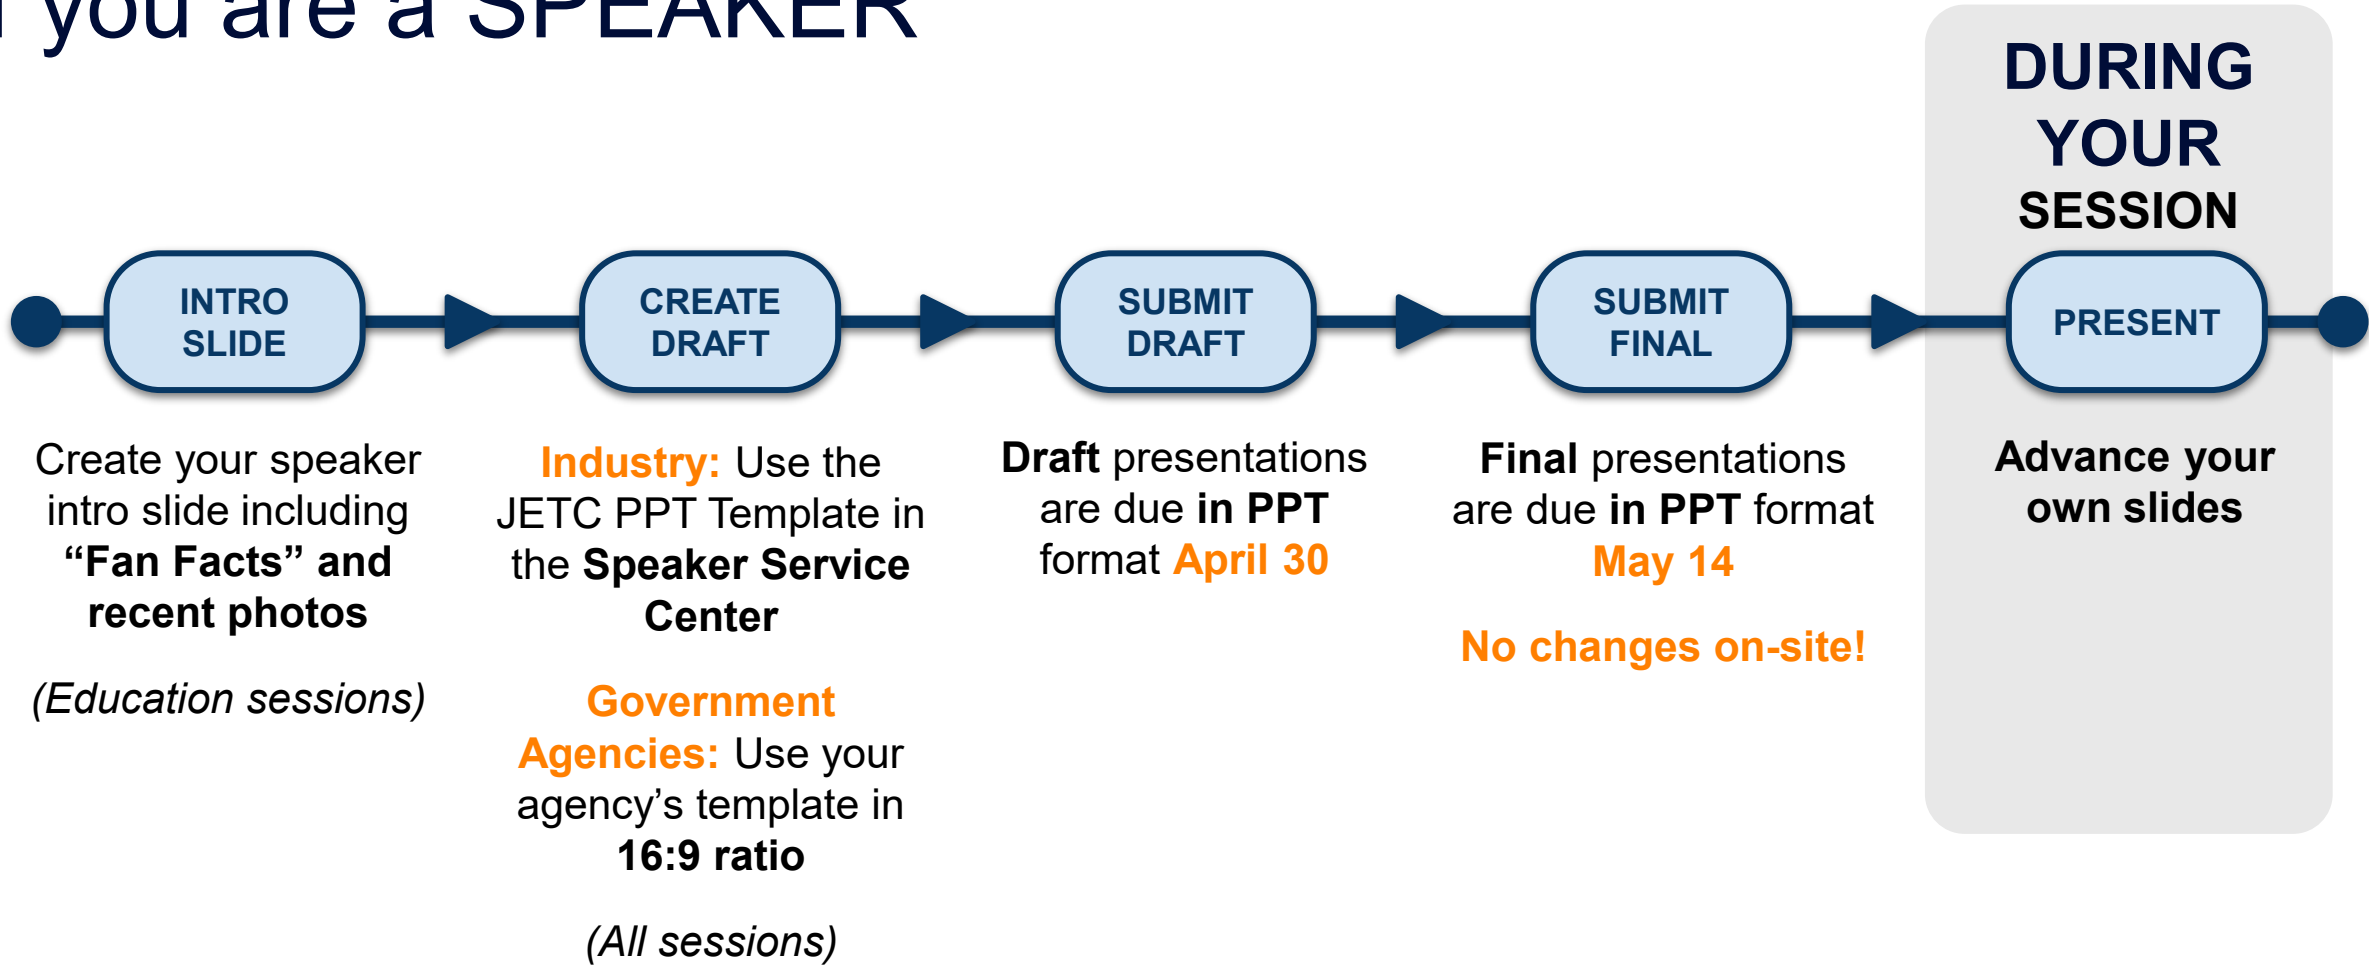 you are a SPEAKER
DURING
YOUR
SESSION
INTRO
SLIDE
CREATE
DRAFT
SUBMIT
DRAFT
SUBMIT
FINAL
PRESENT
Create your speaker
intro slide including
“Fan Facts” and
recent photos
(Education sessions)
Industry: Use the
JETC PPT Template in
the Speaker Service
Center
Government
Agencies: Use your
agency’s template in
16:9 ratio
(All sessions)
Draft presentations
are due in PPT
format April 30
Final presentations
are due in PPT format
May 14
No changes on-site!
Advance your
own slides